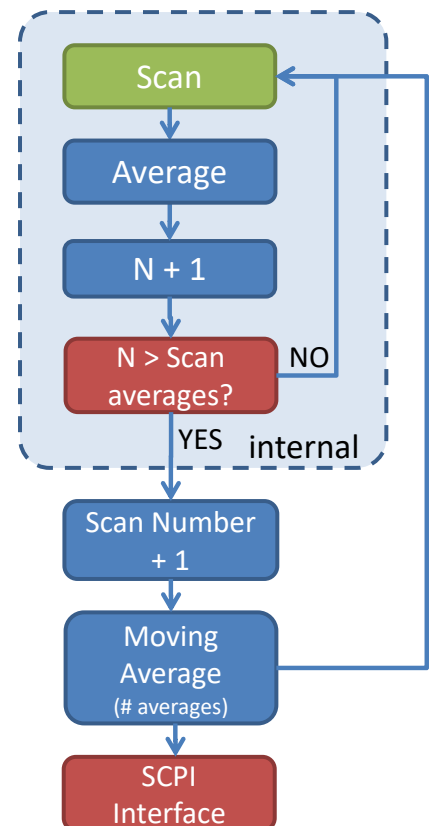 Scan
Average
N + 1
N > Scan
averages?
NO
YES
internal
Scan Number
+ 1
Moving
Average
(# averages)
SCPI
Interface